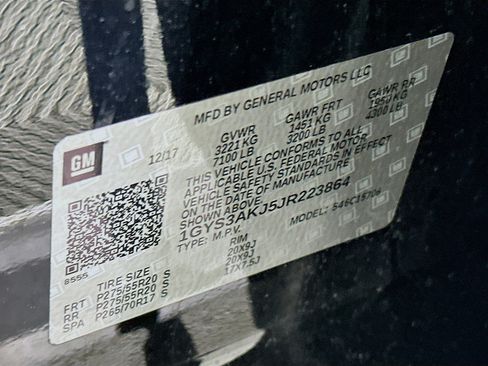 MFD BY GENERAL MOTORS LLC
GM
12/17
GVWR GAWR FRT GAWR RR
3221 KG 1451 KG 1950 KG
7100 LB 3200 LB 4300 LB
THIS VEHICLE CONFORMS TO ALL
APPLICABLE U.S. FEDERAL MOTOR
VEHICLE SAFETY STANDARDS IN EFFECT
ON THE DATE OF MANUFACTURE
SHOWN ABOVE
1GYS3AKJ5JR223864
TYPE: M.P.V. MODEL:
8555
TIRE SIZE RIM
FRT P275/55R20 S 20X9J
RR P275/55R20 S 20X9J
SPA P265/70R17 S 17X7.5J